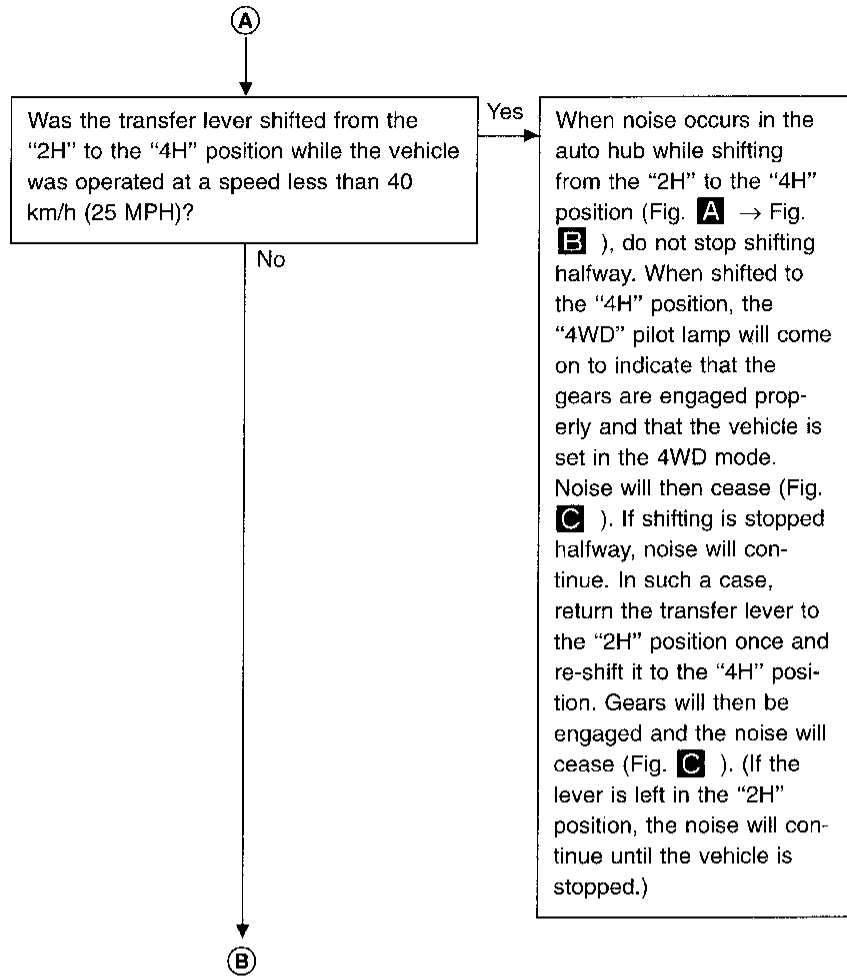 A
Was the transfer lever shifted from the
“2H” to the “4H” position while the vehicle
was operated at a speed less than 40
km/h (25 MPH)?
Yes
No
When noise occurs in the
auto hub while shifting
from the “2H” to the “4H”
position (Fig. A → Fig.
B ), do not stop shifting
halfway. When shifted to
the “4H” position, the
“4WD” pilot lamp will come
on to indicate that the
gears are engaged prop-
erly and that the vehicle is
set in the 4WD mode.
Noise will then cease (Fig.
C ). If shifting is stopped
halfway, noise will con-
tinue. In such a case,
return the transfer lever to
the “2H” position once and
re-shift it to the “4H” posi-
tion. Gears will then be
engaged and the noise will
cease (Fig. C ). (If the
lever is left in the “2H”
position, the noise will con-
tinue until the vehicle is
stopped.)
B